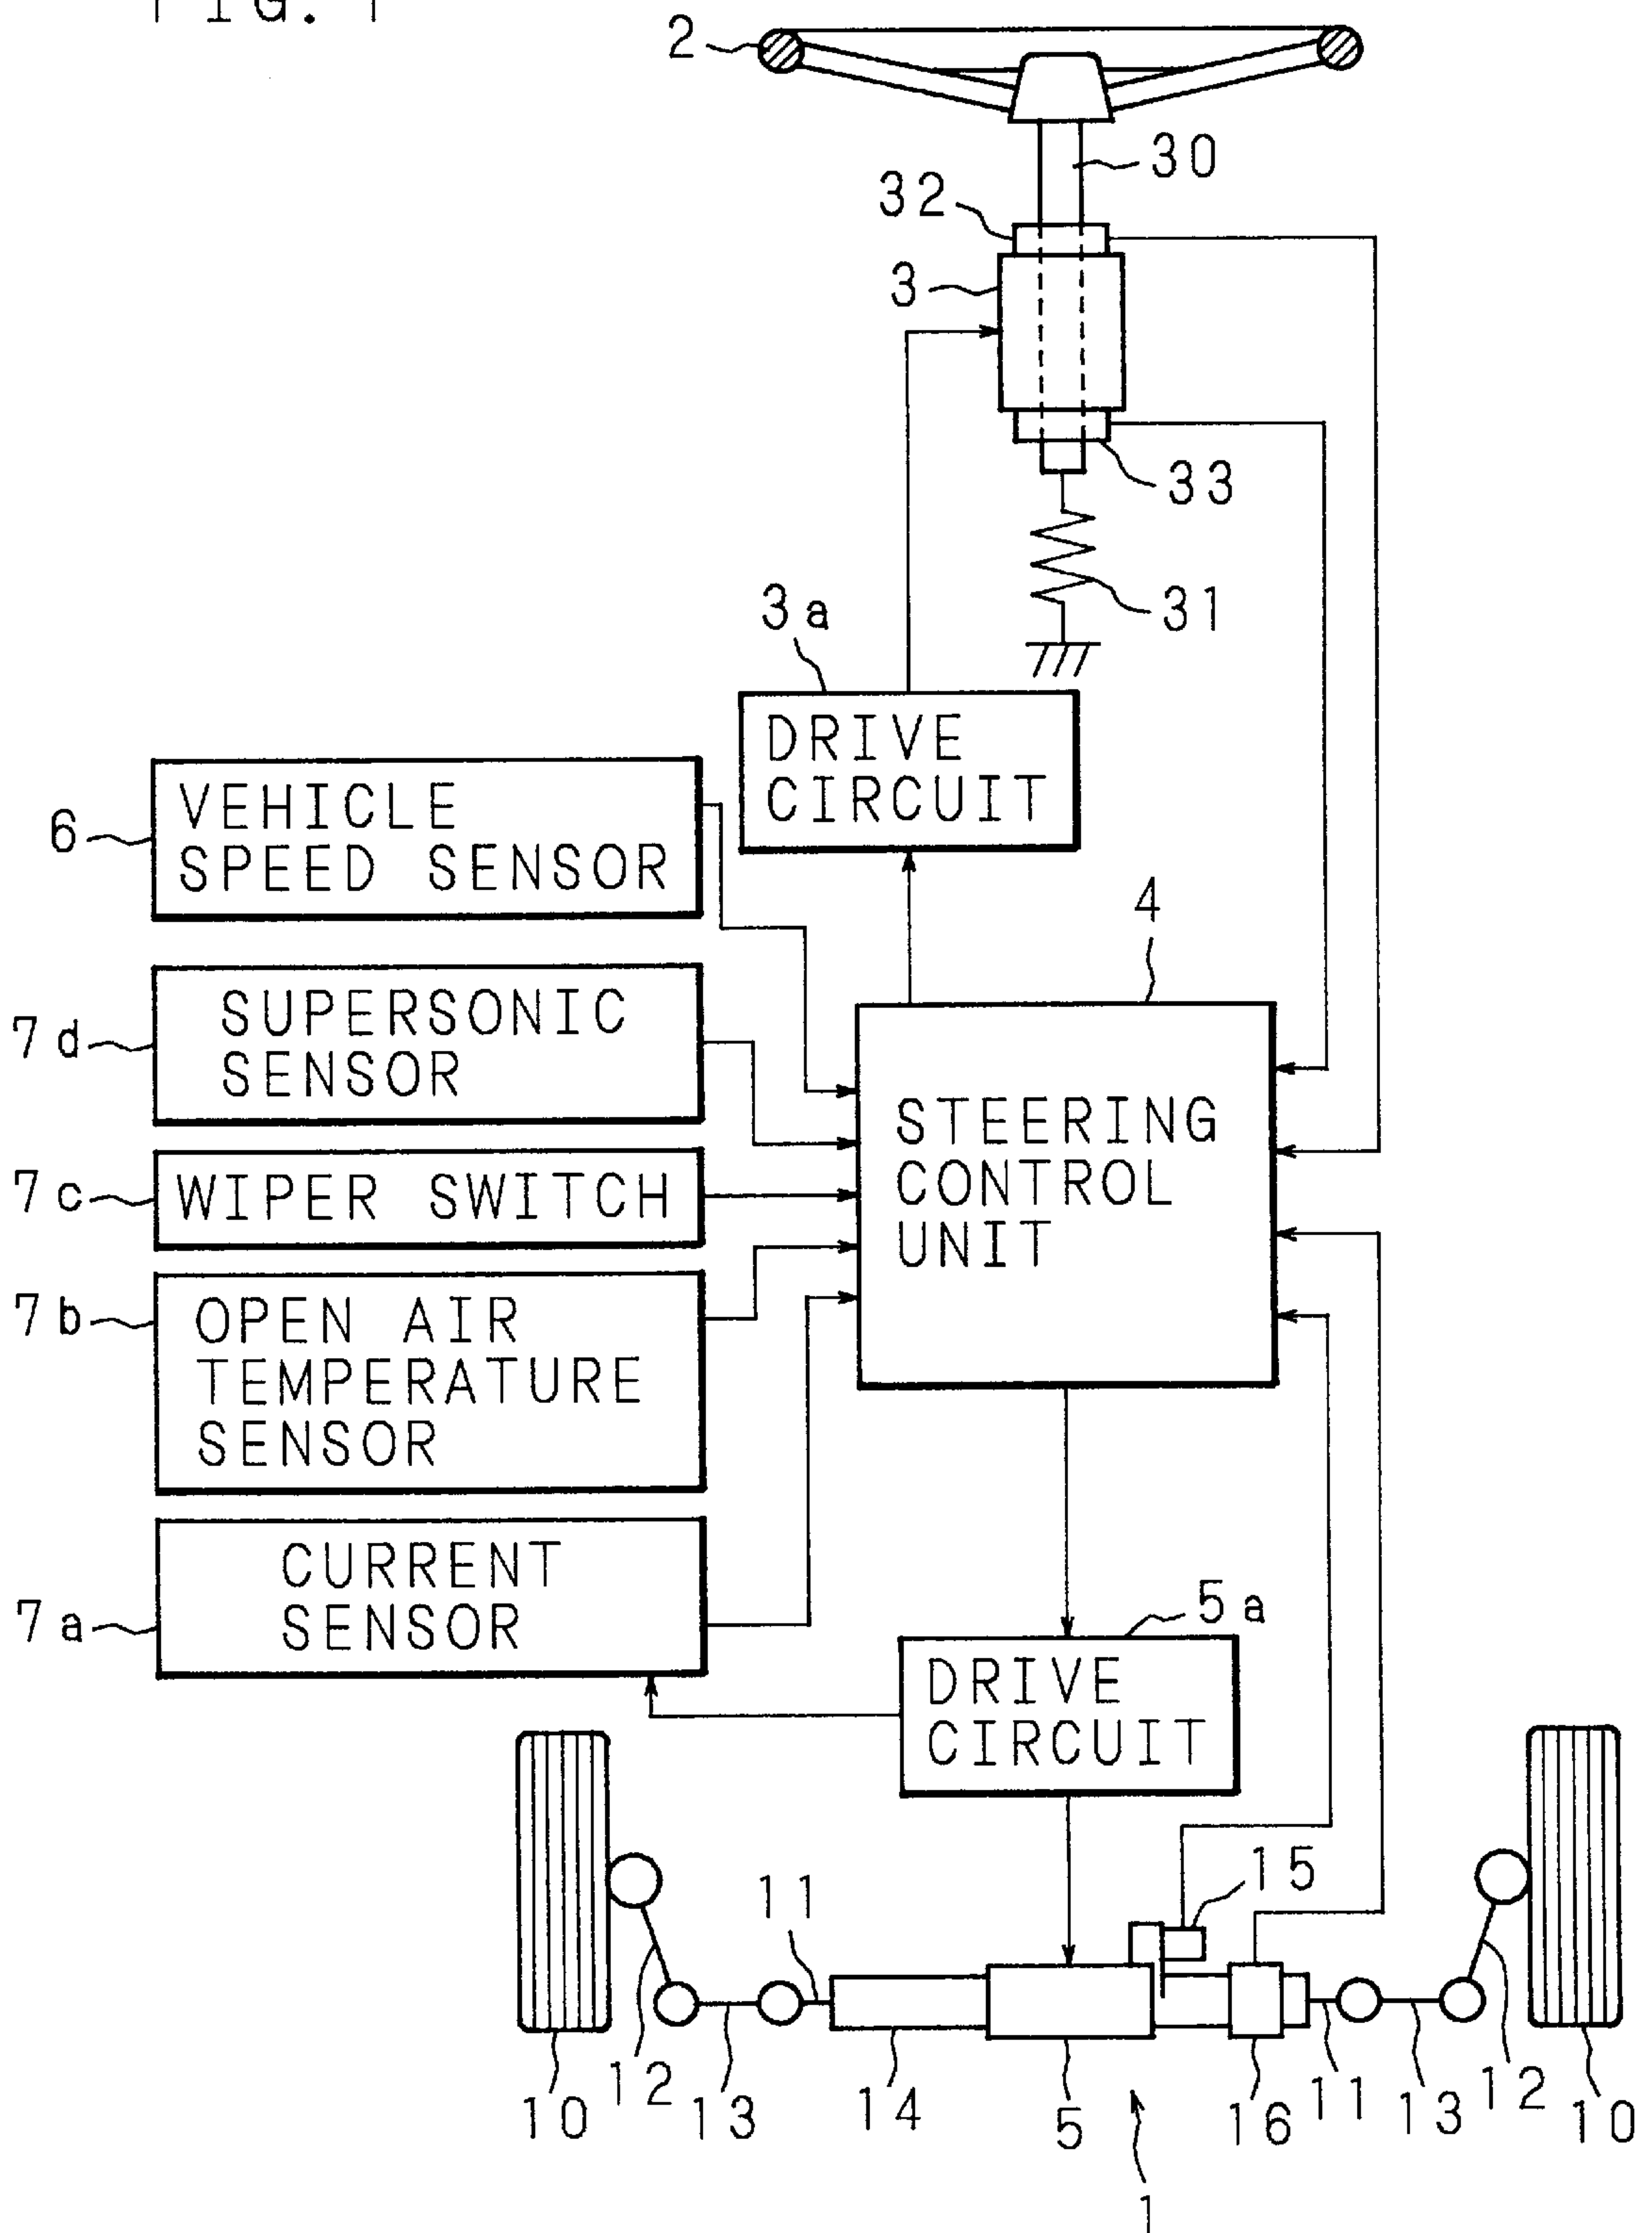 FIG. 1
2
30
32
3
33
31
3a
DRIVE
CIRCUIT
VEHICLE
SPEED SENSOR
6
4
SUPERSONIC
SENSOR
7d
STEERING
CONTROL
UNIT
7c
WIPER SWITCH
7b
OPEN AIR
TEMPERATURE
SENSOR
CURRENT
SENSOR
7a
5a
DRIVE
CIRCUIT
15
11
10
12
13
14
5
16
11
13
12
10
1